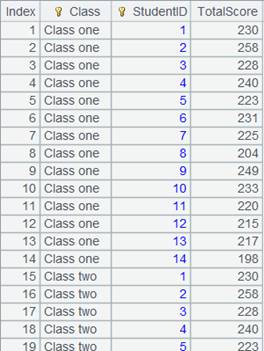 Index Class StudentID TotalScore
1 Class one 1 230
2 Class one 2 258
3 Class one 3 228
4 Class one 4 240
5 Class one 5 223
6 Class one 6 231
7 Class one 7 225
8 Class one 8 204
9 Class one 9 249
10 Class one 10 233
11 Class one 11 220
12 Class one 12 215
13 Class one 13 217
14 Class one 14 198
15 Class two 1 230
16 Class two 2 258
17 Class two 3 228
18 Class two 4 240
19 Class two 5 223